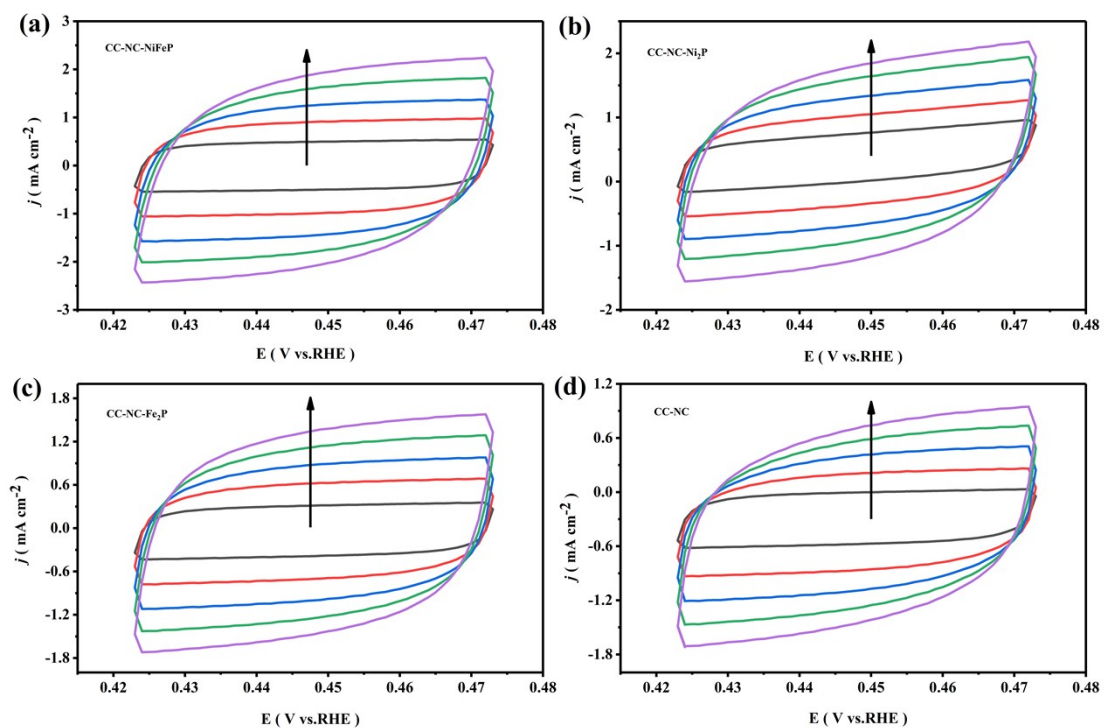 (a)
CC-NC-NiFeP
3
2
1
0
-1
-2
-3
j ( mA cm⁻²
)
0.42 0.43 0.44 0.45 0.46 0.47 0.48
E ( V vs.RHE )
(b)
CC-NC-Ni₂P
2
1
0
1
-2
j ( mA cm⁻²
)
0.42 0.43 0.44 0.45 0.46 0.47 0.48
E ( V vs.RHE )
(c)
CC-NC-Fe₂P
1.8
1.2
0.6
0.0
-0.6
-1.2
-1.8
j ( mA cm⁻² )
0.42 0.43 0.44 0.45 0.46 0.47 0.48
E ( V vs.RHE )
(d)
CC-NC
1.2
0.6
0.0
-0.6
-1.2
-1.8
j ( mA cm⁻² )
0.42 0.43 0.44 0.45 0.46 0.47 0.48
E ( V vs.RHE )